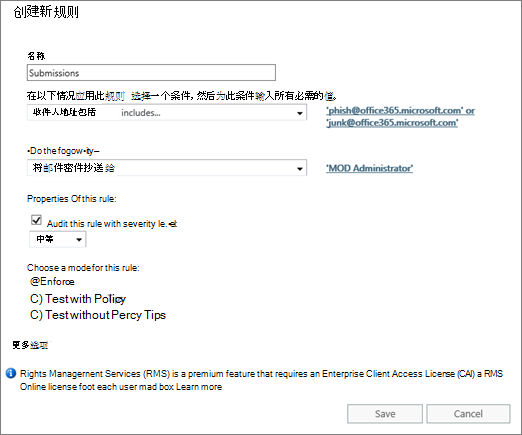 创建新规则
名称
Submissions
在以下情况应用此规则 选择一个条件，然后为此条件输入所有必需的值。
收件人地址包括 includes...
'phish@office365.microsoft.com' or
'junk@office365.microsoft.com'
•Do the fogow•ity—
将邮件密件抄送给
'MOD Administrator'
Properties Of this rule:
Audit this rule with severity le.•el:
中等
Choose a mode for this rule:
@Enforce
C) Test with Policy
C) Test without Percy Tips
更多选项
Rights Management Services (RMS) is a premium feature that requires an Enterprise Client Access License (CAI) a RMS
Online license foot each user mad box Learn more
Save
Cancel